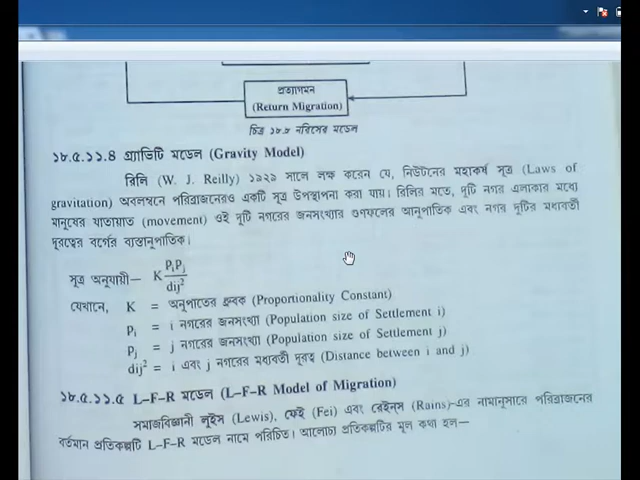 প্রত্যাগমন
(Return Migration)
চিত্র ১৮.৮ নরিসের মডেল
১৮.৫.১১.৪ গ্র্যাভিটি মডেল (Gravity Model)
রিলি (W. J. Reilly) ১৯২৯ সালে লক্ষ করেন যে, নিউটনের মহাকর্ষ সূত্র (Laws of
gravitation) অবলম্বনে পরিব্রাজনেরও একটি সূত্র উপস্থাপনা করা যায়। রিলির মতে, দুটি নগর এলাকার মধ্যে
মানুষের যাতায়াত (movement) ওই দুটি নগরের জনসংখ্যার গুণফলের আনুপাতিক এবং নগর দুটির মধ্যবর্তী
দূরত্বের বর্গের ব্যস্তানুপাতিক।
সূত্র অনুযায়ী— K PiPj / dij²
যেখানে, K = অনুপাতের ধ্রুবক (Proportionality Constant)
Pi = i নগরের জনসংখ্যা (Population size of Settlement i)
Pj = j নগরের জনসংখ্যা (Population size of Settlement j)
dij² = i এবং j নগরের মধ্যবর্তী দূরত্ব (Distance between i and j)
১৮.৫.১১.৫ L–F–R মডেল (L–F–R Model of Migration)
সমাজবিজ্ঞানী লুইস (Lewis), ফেই (Fei) এবং রেইনস (Rains)-এর নামানুসারে পরিব্রাজনের
বর্তমান প্রতিকল্পটি L–F–R মডেল নামে পরিচিত। আলোচ্য প্রতিকল্পটির মূল কথা হল—